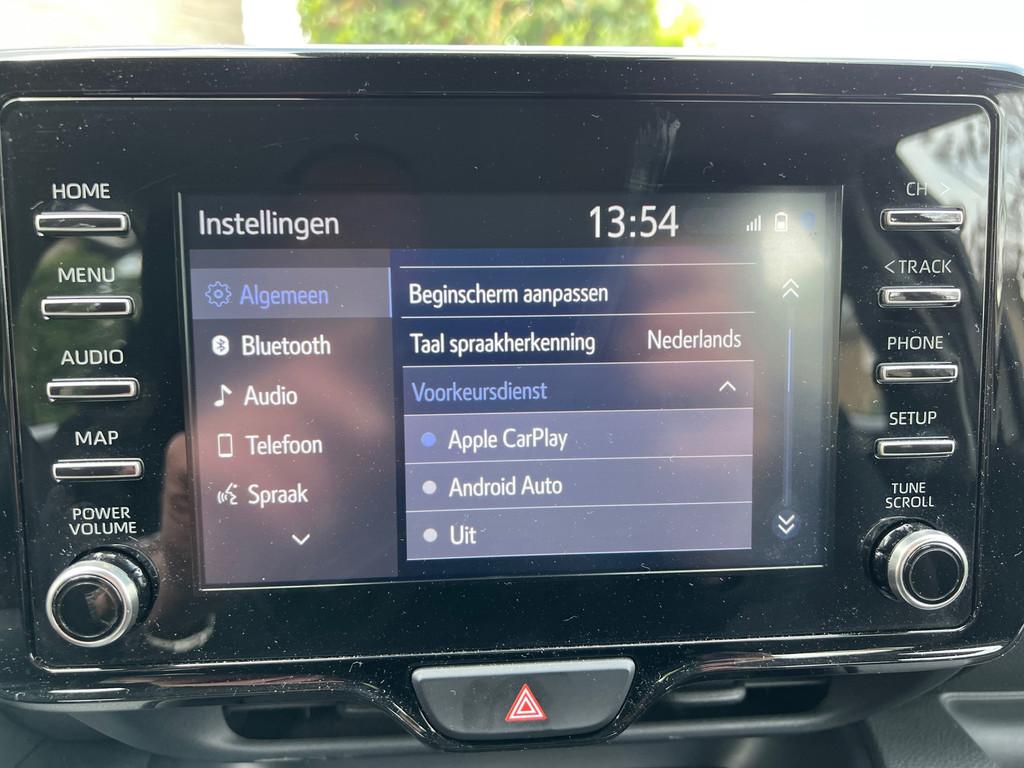 HOME
MENU
AUDIO
MAP
POWER
VOLUME
Instellingen 13:54
Algemeen
Bluetooth
Audio
Telefoon
Spraak
Beginscherm aanpassen
Taal spraakherkenning Nederlands
Voorkeursdienst
Apple CarPlay
Android Auto
Uit
CH >
< TRACK
PHONE
SETUP
TUNE
SCROLL